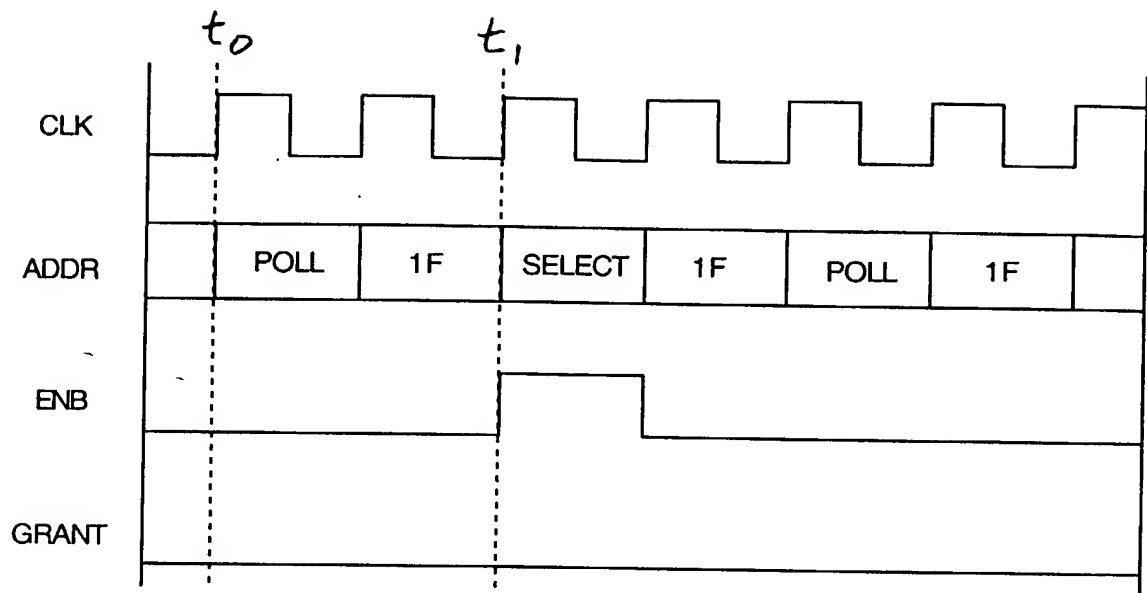 t0 t1
CLK
ADDR POLL 1F SELECT 1F POLL 1F
ENB
GRANT